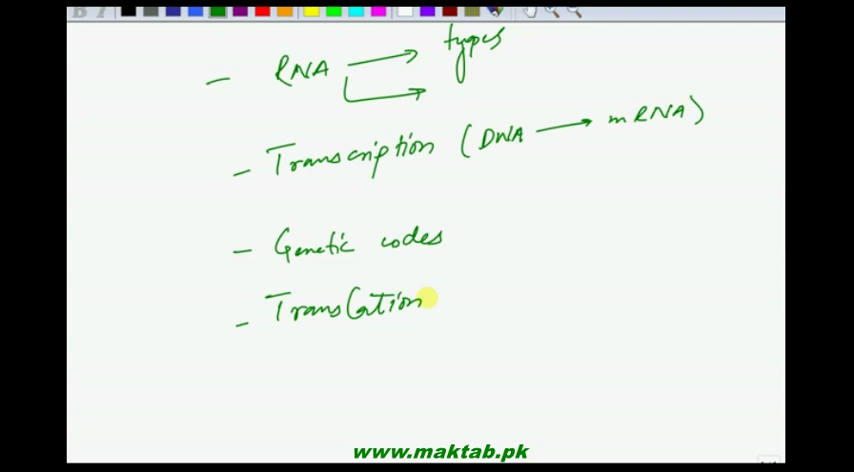 - RNA → types
- Transcription (DNA → mRNA)
- Genetic codes
- Translation
www.maktab.pk